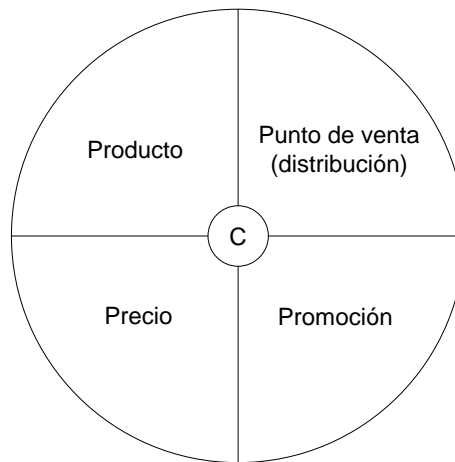 Producto
Punto de venta
(distribución)
C
Precio
Promoción